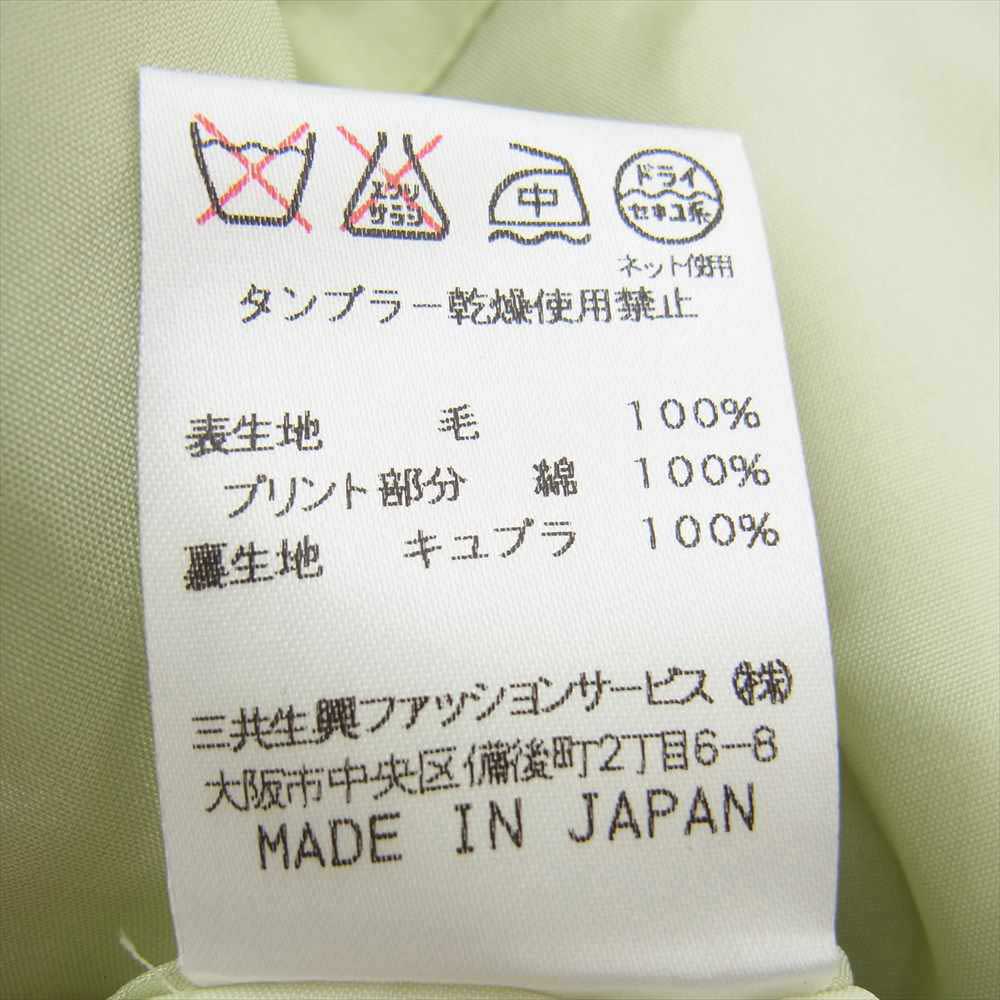 エンソ サラシ 中 ドライ セキユ系
ネット使用
タンブラー乾燥使用禁止
表生地 毛 100%
プリント部分 綿 100%
裏生地 キュプラ 100%
三共生興ファッションサービス(株)
大阪市中央区備後町2丁目6-8
MADE IN JAPAN